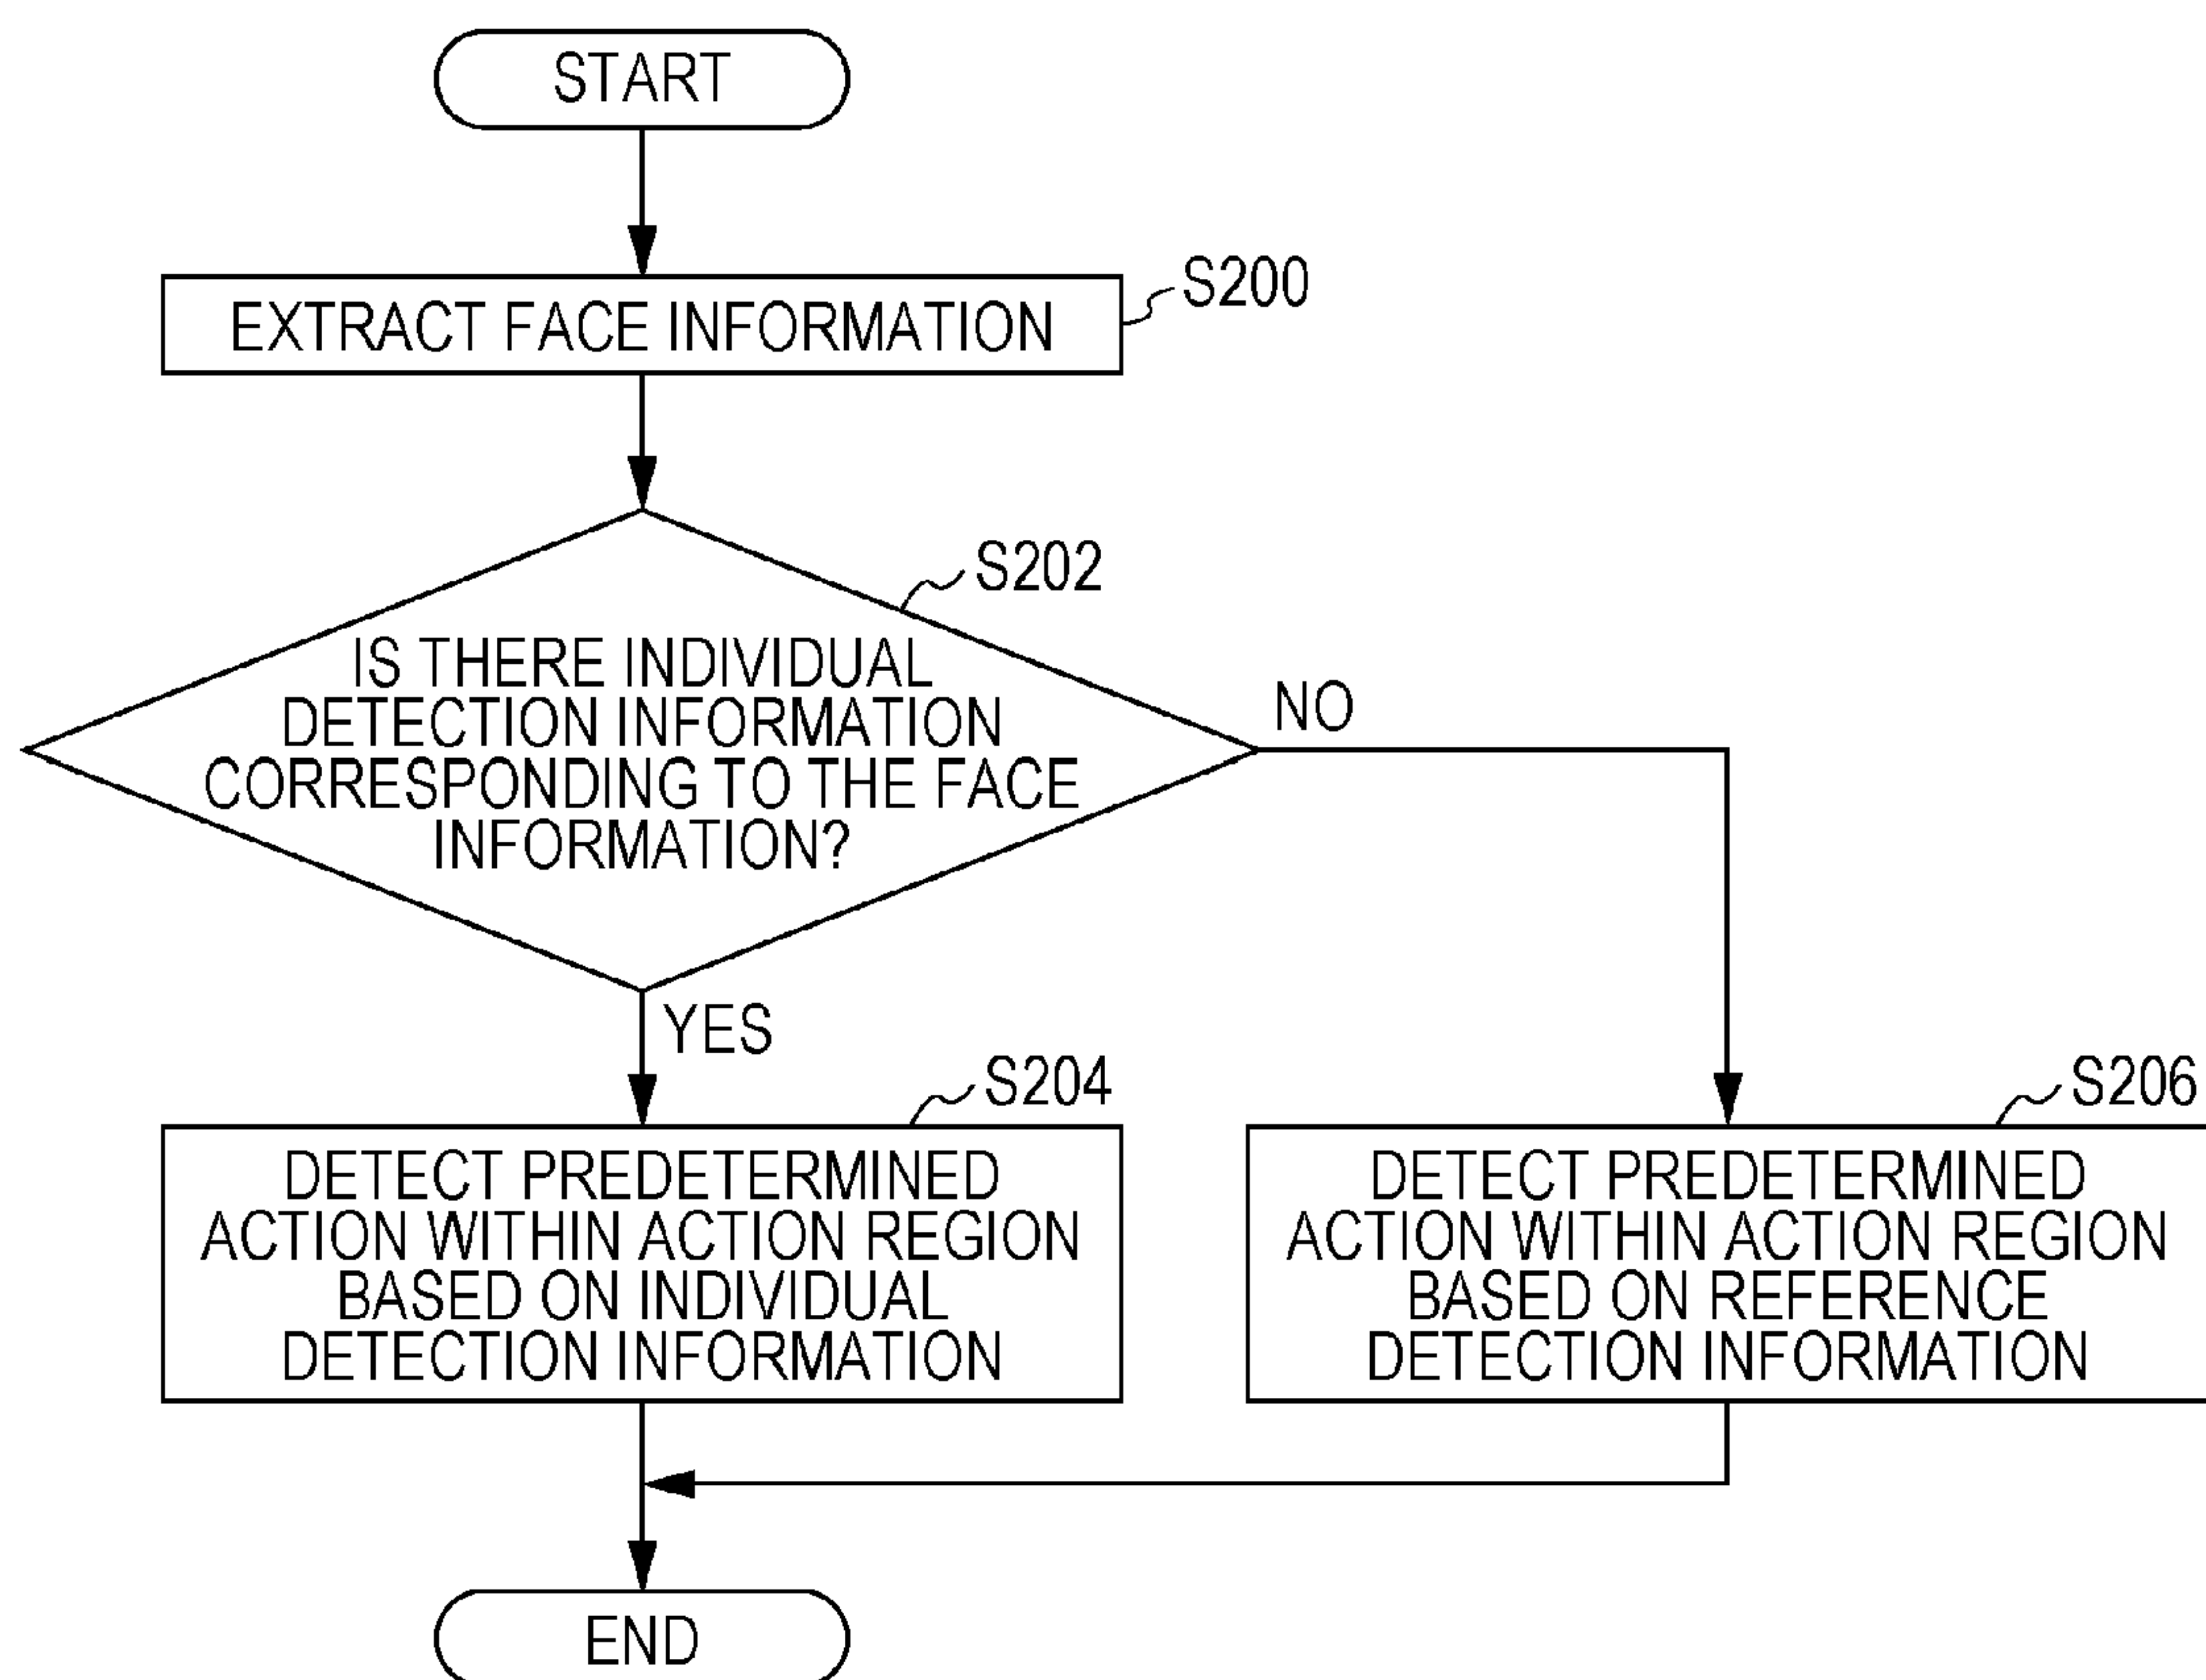 START
EXTRACT FACE INFORMATION
S200
S202
IS THERE INDIVIDUAL
DETECTION INFORMATION
CORRESPONDING TO THE FACE
INFORMATION?
NO
YES
S204
DETECT PREDETERMINED
ACTION WITHIN ACTION REGION
BASED ON INDIVIDUAL
DETECTION INFORMATION
S206
DETECT PREDETERMINED
ACTION WITHIN ACTION REGION
BASED ON REFERENCE
DETECTION INFORMATION
END